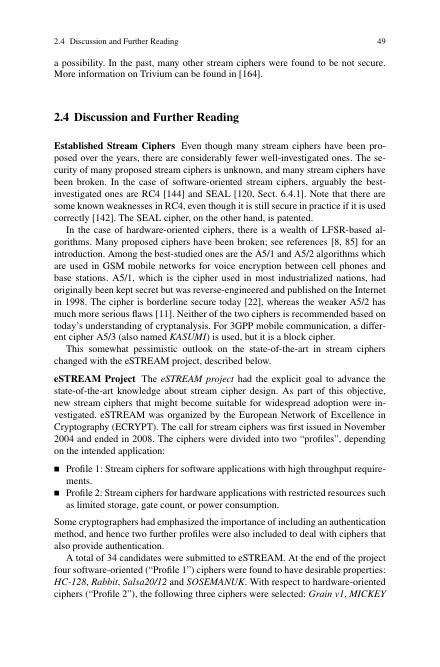 2.4 Discussion and Further Reading 49
a possibility. In the past, many other stream ciphers were found to be not secure.
More information on Trivium can be found in [164].
2.4 Discussion and Further Reading
Established Stream Ciphers Even though many stream ciphers have been pro-
posed over the years, there are considerably fewer well-investigated ones. The se-
curity of many proposed stream ciphers is unknown, and many stream ciphers have
been broken. In the case of software-oriented stream ciphers, arguably the best-
investigated ones are RC4 [144] and SEAL [120, Sect. 6.4.1]. Note that there are
some known weaknesses in RC4, even though it is still secure in practice if it is used
correctly [142]. The SEAL cipher, on the other hand, is patented.
In the case of hardware-oriented ciphers, there is a wealth of LFSR-based al-
gorithms. Many proposed ciphers have been broken; see references [8, 85] for an
introduction. Among the best-studied ones are the A5/1 and A5/2 algorithms which
are used in GSM mobile networks for voice encryption between cell phones and
base stations. A5/1, which is the cipher used in most industrialized nations, had
originally been kept secret but was reverse-engineered and published on the Internet
in 1998. The cipher is borderline secure today [22], whereas the weaker A5/2 has
much more serious flaws [11]. Neither of the two ciphers is recommended based on
today's understanding of cryptanalysis. For 3GPP mobile communication, a differ-
ent cipher A5/3 (also named KASUMI) is used, but it is a block cipher.
This somewhat pessimistic outlook on the state-of-the-art in stream ciphers
changed with the eSTREAM project, described below.
eSTREAM Project The eSTREAM project had the explicit goal to advance the
state-of-the-art knowledge about stream cipher design. As part of this objective,
new stream ciphers that might become suitable for widespread adoption were in-
vestigated. eSTREAM was organized by the European Network of Excellence in
Cryptography (ECRYPT). The call for stream ciphers was first issued in November
2004 and ended in 2008. The ciphers were divided into two "profiles", depending
on the intended application:
■ Profile 1: Stream ciphers for software applications with high throughput require-
ments.
■ Profile 2: Stream ciphers for hardware applications with restricted resources such
as limited storage, gate count, or power consumption.
Some cryptographers had emphasized the importance of including an authentication
method, and hence two further profiles were also included to deal with ciphers that
also provide authentication.
A total of 34 candidates were submitted to eSTREAM. At the end of the project
four software-oriented ("Profile 1") ciphers were found to have desirable properties:
HC-128, Rabbit, Salsa20/12 and SOSEMANUK. With respect to hardware-oriented
ciphers ("Profile 2"), the following three ciphers were selected: Grain v1, MICKEY